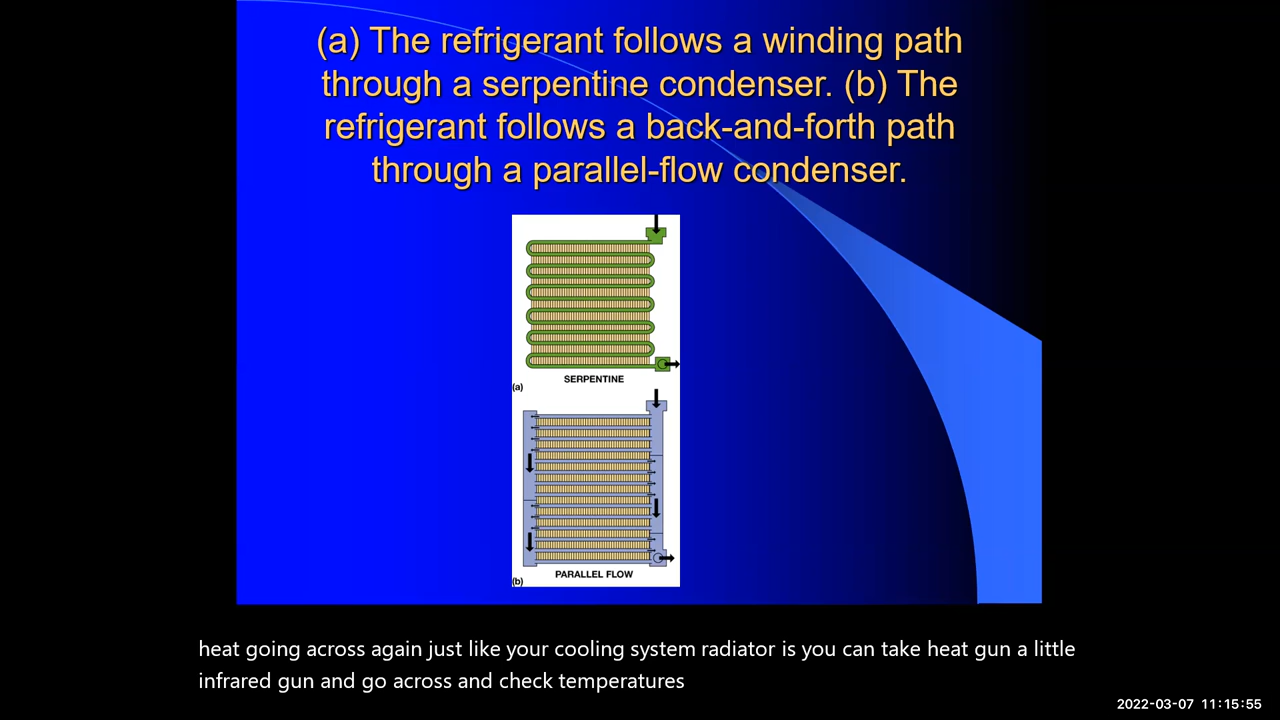 (a) The refrigerant follows a winding path
through a serpentine condenser. (b) The
refrigerant follows a back-and-forth path
through a parallel-flow condenser.
SERPENTINE
(a)
PARALLEL FLOW
(b)
heat going across again just like your cooling system radiator is you can take heat gun a little
infrared gun and go across and check temperatures
2022-03-07 11:15:55